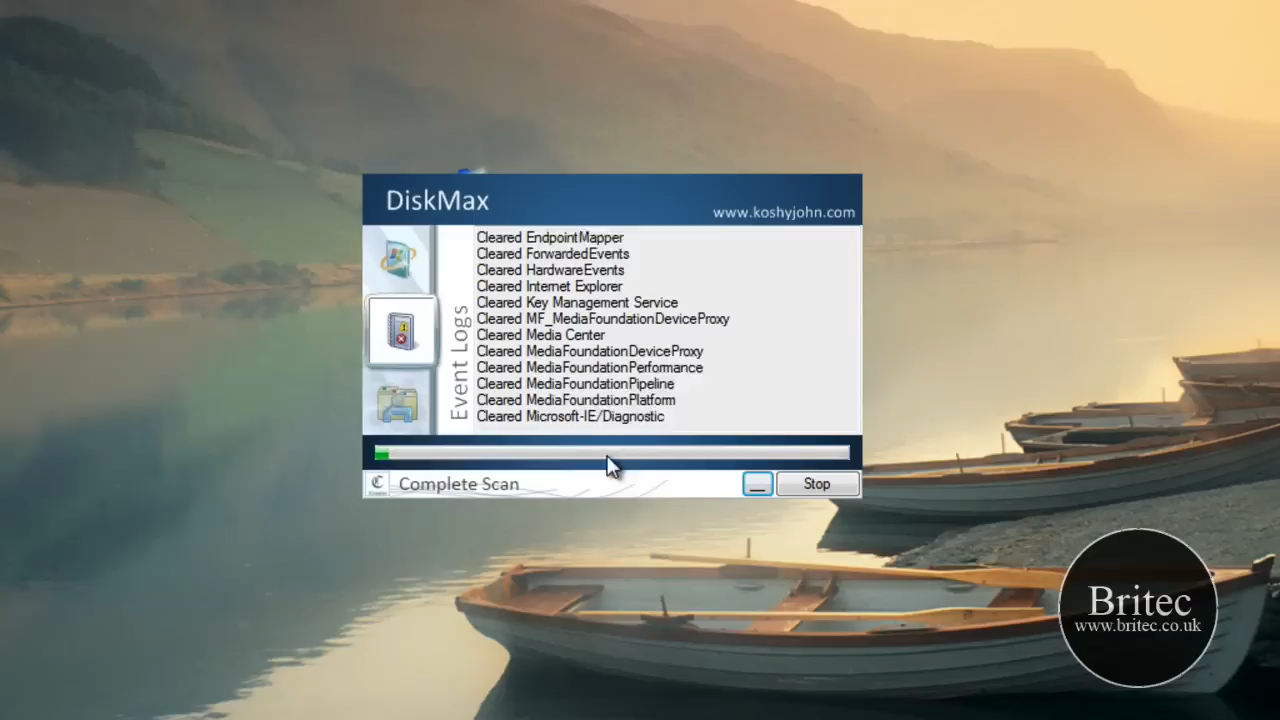 DiskMax
www.koshyjohn.com
Event Logs
Cleared EndpointMapper
Cleared ForwardedEvents
Cleared HardwareEvents
Cleared Internet Explorer
Cleared Key Management Service
Cleared MF_MediaFoundationDeviceProxy
Cleared Media Center
Cleared MediaFoundationDeviceProxy
Cleared MediaFoundationPerformance
Cleared MediaFoundationPipeline
Cleared MediaFoundationPlatform
Cleared Microsoft-IE/Diagnostic
Complete Scan
Stop
Britec
www.britec.co.uk